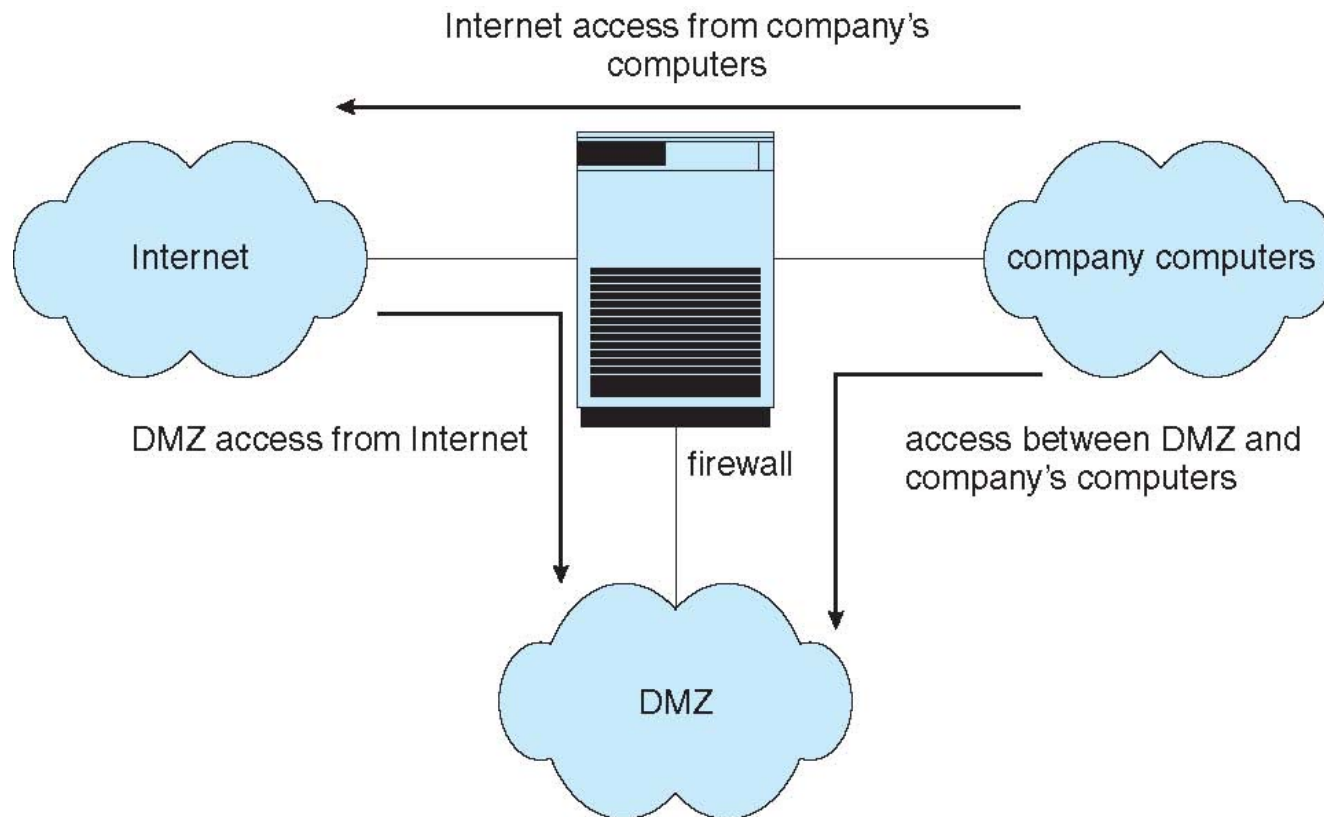 Internet access from company's
computers
Internet
company computers
DMZ access from Internet
firewall
access between DMZ and
company's computers
DMZ